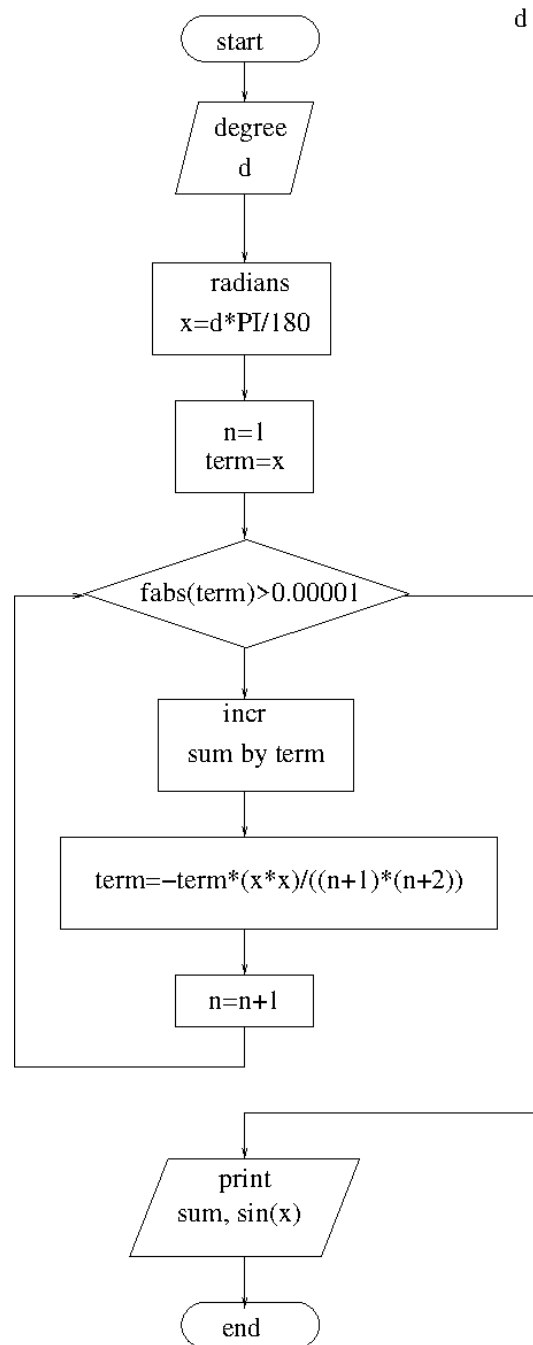 d
start
degree
d
radians
x=d*PI/180
n=1
term=x
fabs(term)>0.00001
incr
sum by term
term=−term*(x*x)/((n+1)*(n+2))
n=n+1
print
sum, sin(x)
end